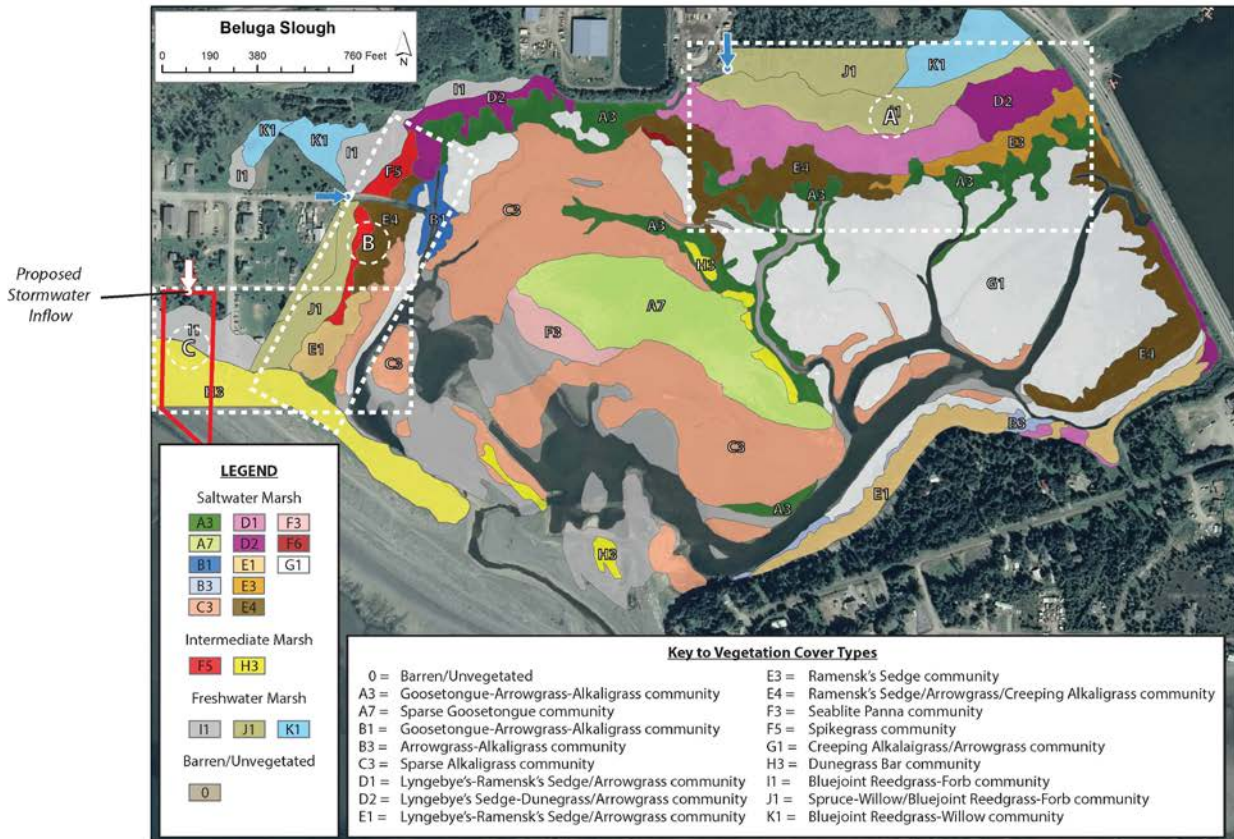 Beluga Slough
0 190 380 760 Feet
N
Proposed
Stormwater
Inflow
I1
D2
K1
K1
I1
I1
F5
A3
J1
K1
A
D2
E3
E4
A3
A3
B1
E4
B
C3
A3
H3
G1
J1
A7
F3
E1
C3
C
H3
E4
B3
C3
E1
A3
H3
LEGEND
Saltwater Marsh
A3 D1 F3
A7 D2 F6
B1 E1 G1
B3 E3
C3 E4
Intermediate Marsh
F5 H3
Freshwater Marsh
I1 J1 K1
Barren/Unvegetated
0
Key to Vegetation Cover Types
0 = Barren/Unvegetated
A3 = Goosetongue-Arrowgrass-Alkaligrass community
A7 = Sparse Goosetongue community
B1 = Goosetongue-Arrowgrass-Alkaligrass community
B3 = Arrowgrass-Alkaligrass community
C3 = Sparse Alkaligrass community
D1 = Lyngebye's-Ramensk's Sedge/Arrowgrass community
D2 = Lyngebye's Sedge-Dunegrass/Arrowgrass community
E1 = Lyngebye's-Ramensk's Sedge/Arrowgrass community
E3 = Ramensk's Sedge community
E4 = Ramensk's Sedge/Arrowgrass/Creeping Alkaligrass community
F3 = Seablite Panna community
F5 = Spikegrass community
G1 = Creeping Alkalaigrass/Arrowgrass community
H3 = Dunegrass Bar community
I1 = Bluejoint Reedgrass-Forb community
J1 = Spruce-Willow/Bluejoint Reedgrass-Forb community
K1 = Bluejoint Reedgrass-Willow community